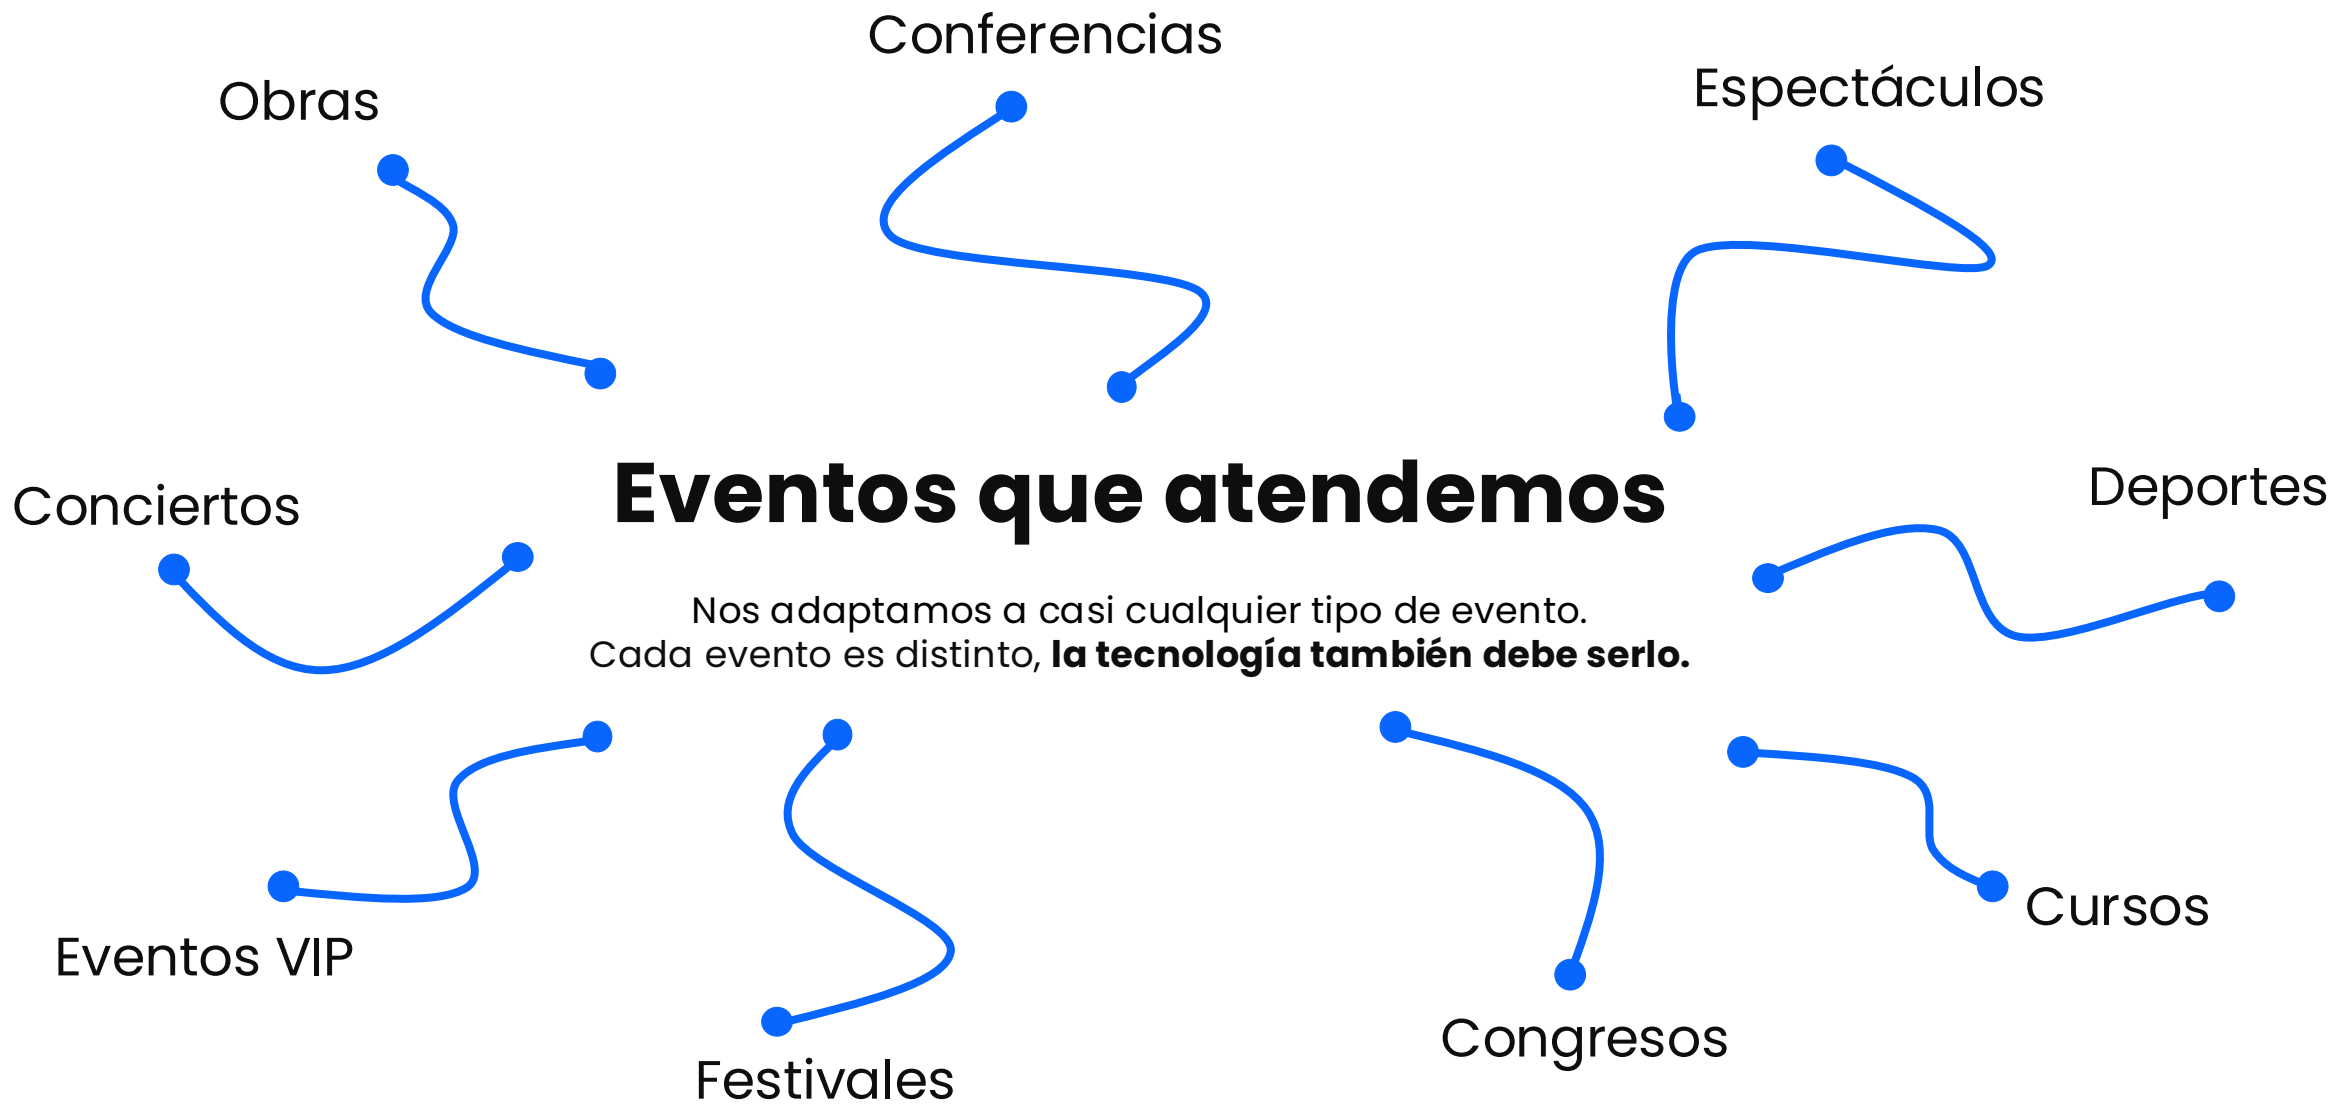 Conferencias
Obras
Espectáculos
Conciertos
Eventos que atendemos
Deportes
Nos adaptamos a casi cualquier tipo de evento.
Cada evento es distinto, la tecnología también debe serlo.
Eventos VIP
Cursos
Festivales
Congresos